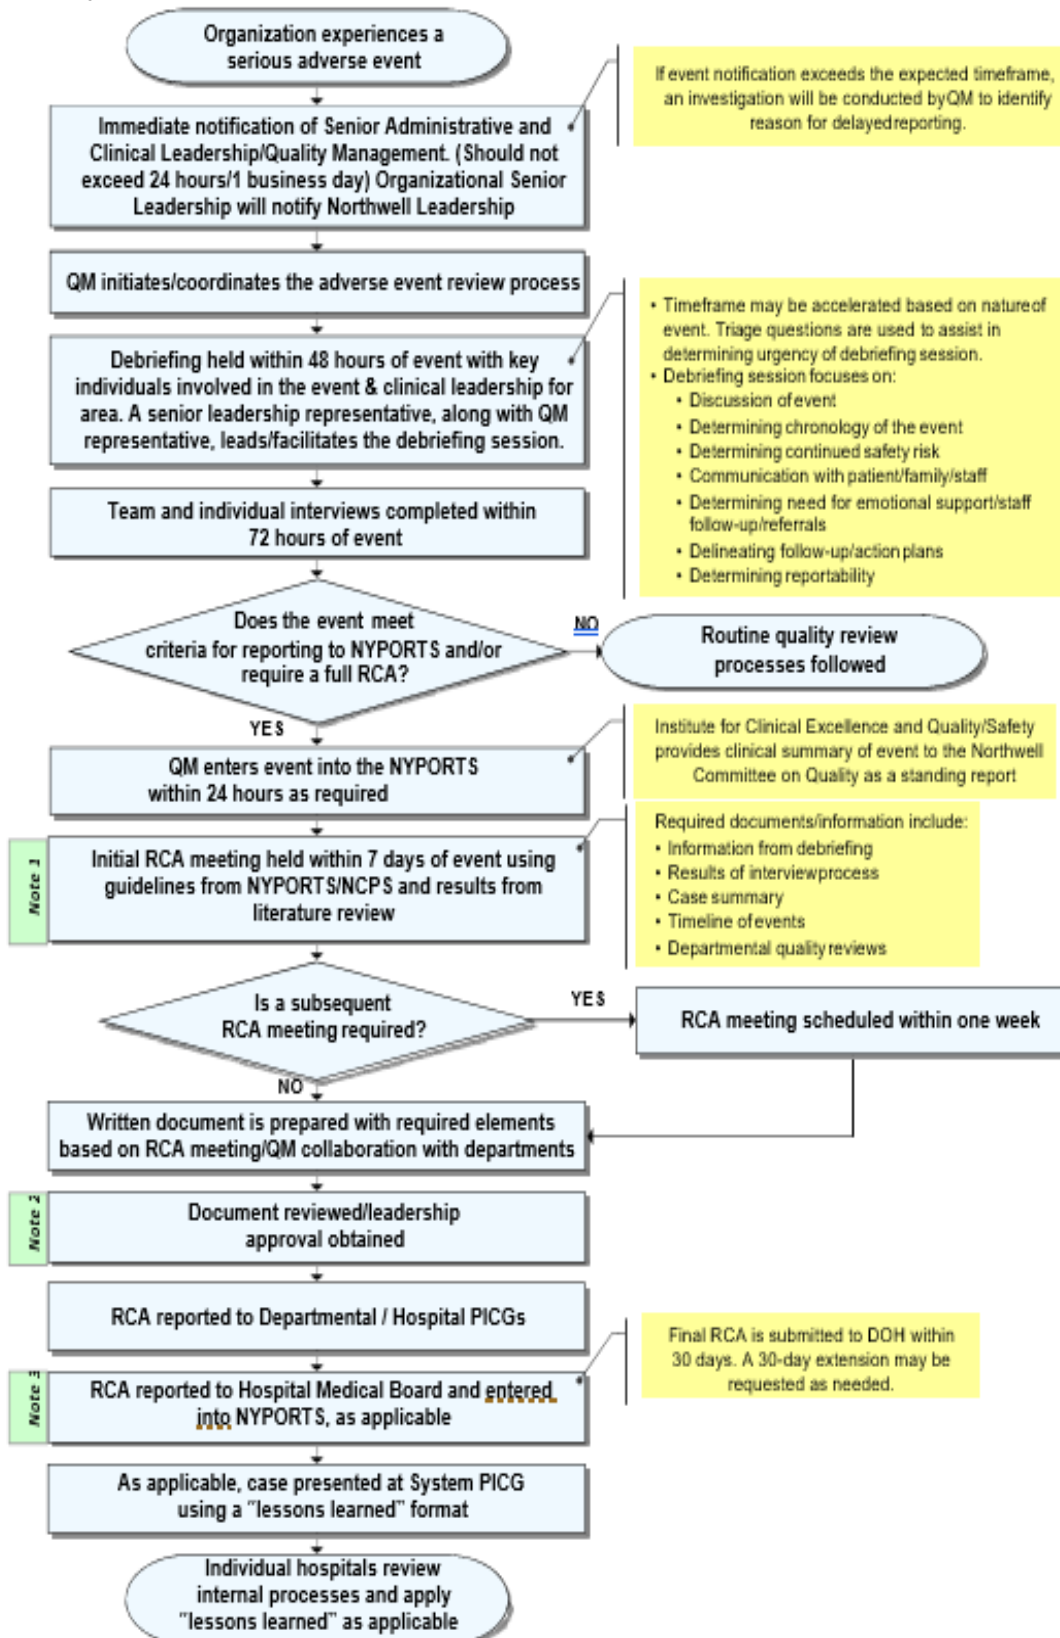 Organization experiences a
serious adverse event
If event notification exceeds the expected timeframe,
an investigation will be conducted by QM to identify
reason for delayed reporting.
Immediate notification of Senior Administrative and
Clinical Leadership/Quality Management. (Should not
exceed 24 hours/1 business day) Organizational Senior
Leadership will notify Northwell Leadership
QM initiates/coordinates the adverse event review process
• Timeframe may be accelerated based on nature of
event. Triage questions are used to assist in
determining urgency of debriefing session.
• Debriefing session focuses on:
• Discussion of event
• Determining chronology of the event
• Determining continued safety risk
• Communication with patient/family/staff
• Determining need for emotional support/staff
follow-up/referrals
• Delineating follow-up/action plans
• Determining reportability
Debriefing held within 48 hours of event with key
individuals involved in the event & clinical leadership for
area. A senior leadership representative, along with QM
representative, leads/facilitates the debriefing session.
Team and individual interviews completed within
72 hours of event
Does the event meet
criteria for reporting to NYPORTS and/or
require a full RCA?
NO
Routine quality review
processes followed
YES
Institute for Clinical Excellence and Quality/Safety
provides clinical summary of event to the Northwell
Committee on Quality as a standing report
QM enters event into the NYPORTS
within 24 hours as required
Required documents/information include:
• Information from debriefing
• Results of interview process
• Case summary
• Timeline of events
• Departmental quality reviews
Note 1
Initial RCA meeting held within 7 days of event using
guidelines from NYPORTS/NCPS and results from
literature review
Is a subsequent
RCA meeting required?
YES
RCA meeting scheduled within one week
NO
Written document is prepared with required elements
based on RCA meeting/QM collaboration with departments
Note 2
Document reviewed/leadership
approval obtained
RCA reported to Departmental / Hospital PICGs
Final RCA is submitted to DOH within
30 days. A 30-day extension may be
requested as needed.
Note 3
RCA reported to Hospital Medical Board and entered
into NYPORTS, as applicable
As applicable, case presented at System PICG
using a "lessons learned" format
Individual hospitals review
internal processes and apply
"lessons learned" as applicable